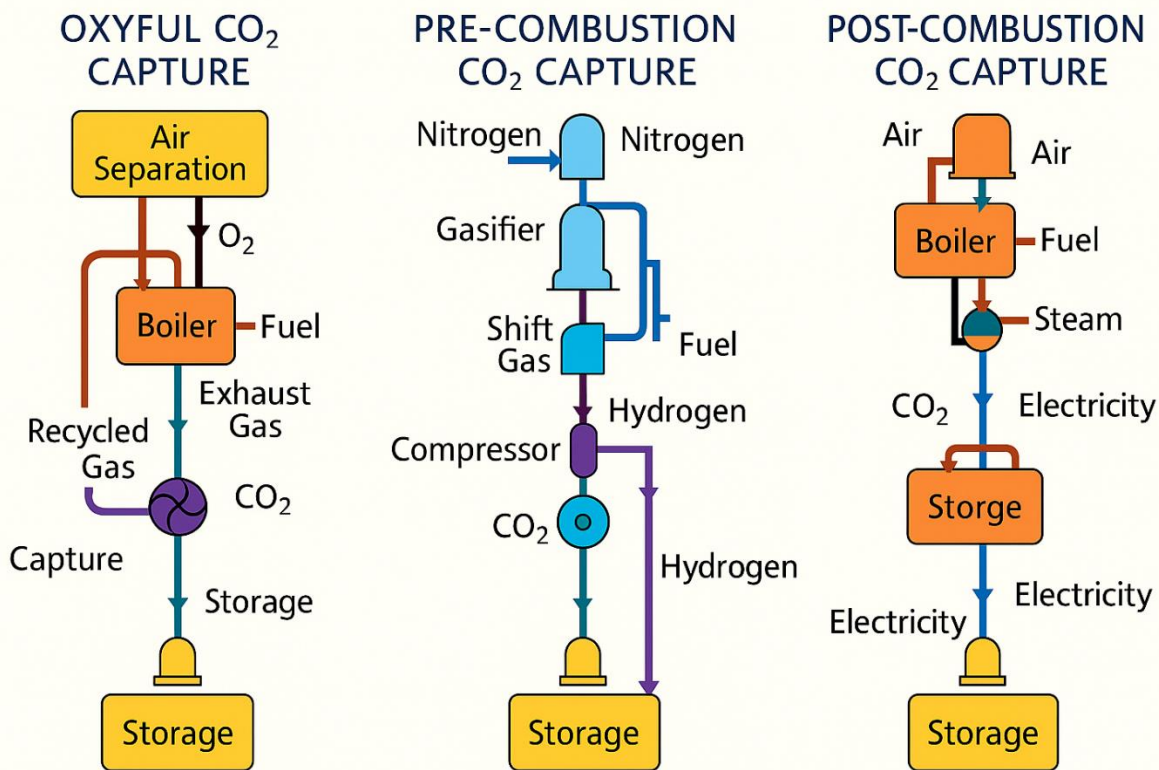 OXYFUL CO₂
CAPTURE
Air
Separation
O₂
Boiler
Fuel
Exhaust
Gas
Recycled
Gas
CO₂
Capture
Storage
Storage
PRE-COMBUSTION
CO₂ CAPTURE
Nitrogen
Nitrogen
Gasifier
Shift
Gas
Fuel
Hydrogen
Compressor
CO₂
Hydrogen
Storage
POST-COMBUSTION
CO₂ CAPTURE
Air
Air
Boiler
Fuel
Steam
CO₂
Electricity
Storge
Electricity
Electricity
Storage